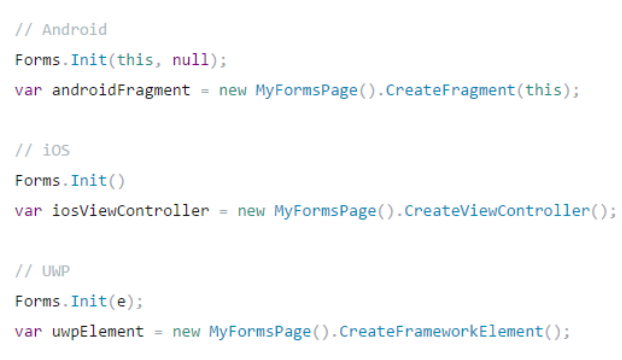 // Android
Forms.Init(this, null);
var androidFragment = new MyFormsPage().CreateFragment(this);
// iOS
Forms.Init()
var iosViewController = new MyFormsPage().CreateViewController();
// UWP
Forms.Init(e);
var uwpElement = new MyFormsPage().CreateFrameworkElement();